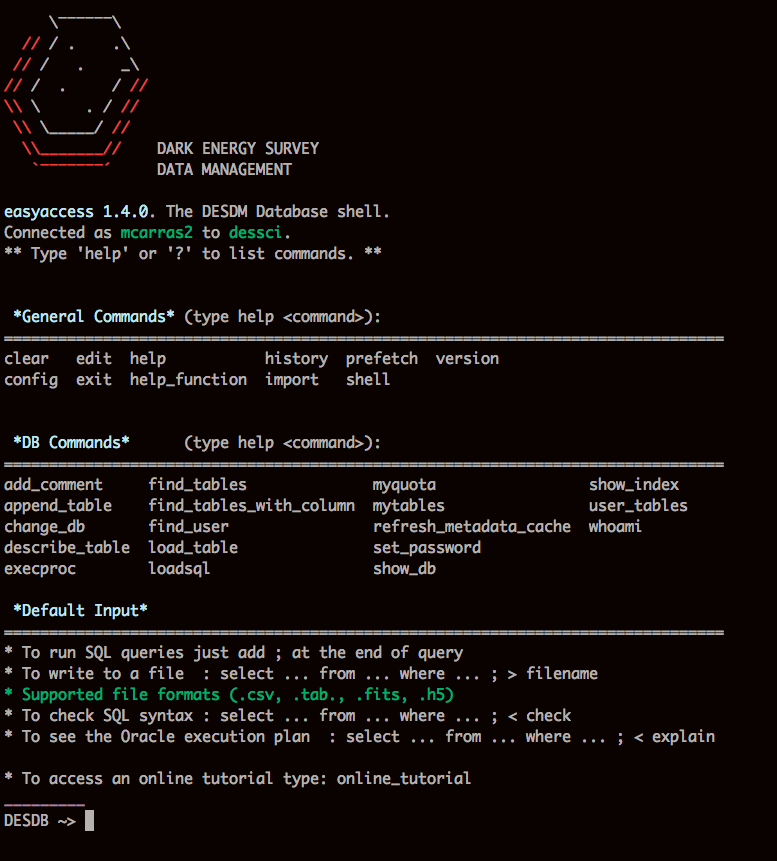 DARK ENERGY SURVEY
DATA MANAGEMENT
easyaccess 1.4.0. The DESDM Database shell.
Connected as mcarras2 to dessci.
** Type 'help' or '?' to list commands. **
*General Commands* (type help <command>):
clear edit help history prefetch version
config exit help_function import shell
*DB Commands* (type help <command>):
add_comment find_tables myquota show_index
append_table find_tables_with_column mytables user_tables
change_db find_user refresh_metadata_cache whoami
describe_table load_table set_password
execproc loadsql show_db
*Default Input*
* To run SQL queries just add ; at the end of query
* To write to a file : select ... from ... where ... ; > filename
* Supported file formats (.csv, .tab., .fits, .h5)
* To check SQL syntax : select ... from ... where ... ; < check
* To see the Oracle execution plan : select ... from ... where ... ; < explain
* To access an online tutorial type: online_tutorial
DESDB ~>